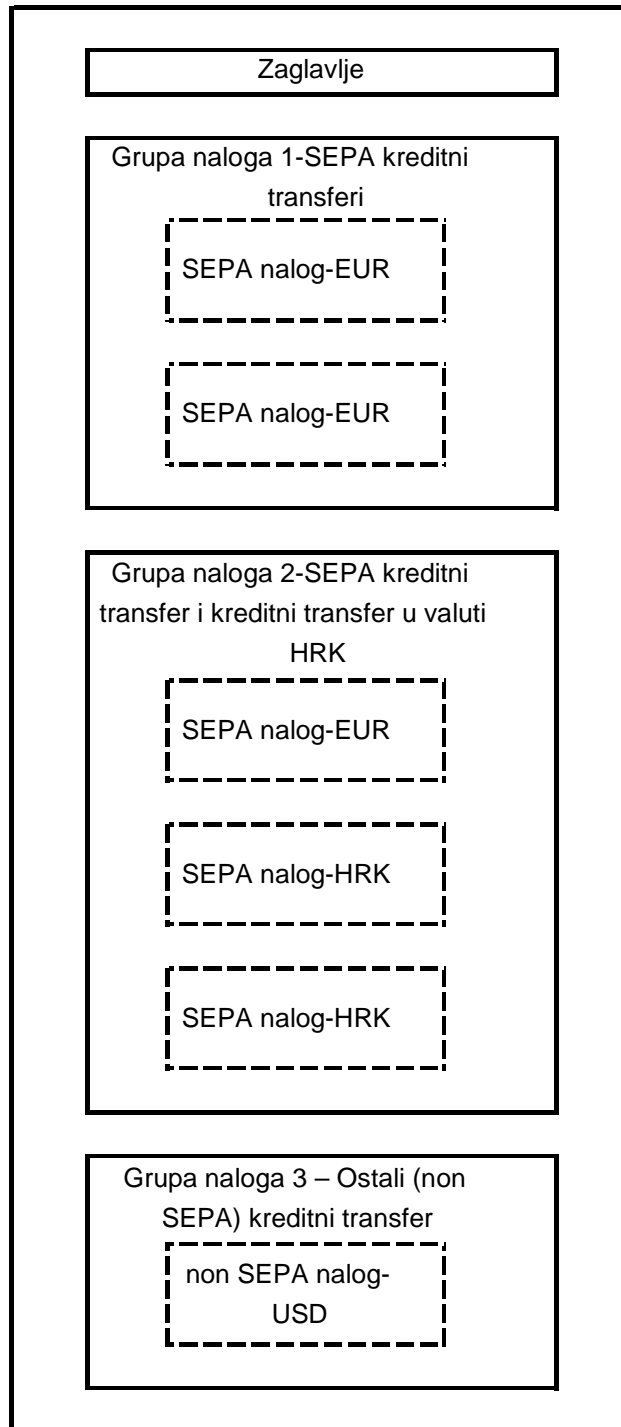 Zaglavlje
Grupa naloga 1-SEPA kreditni
transferi
SEPA nalog-EUR
SEPA nalog-EUR
Grupa naloga 2-SEPA kreditni
transfer i kreditni transfer u valuti
HRK
SEPA nalog-EUR
SEPA nalog-HRK
SEPA nalog-HRK
Grupa naloga 3 – Ostali (non
SEPA) kreditni transfer
non SEPA nalog-
USD